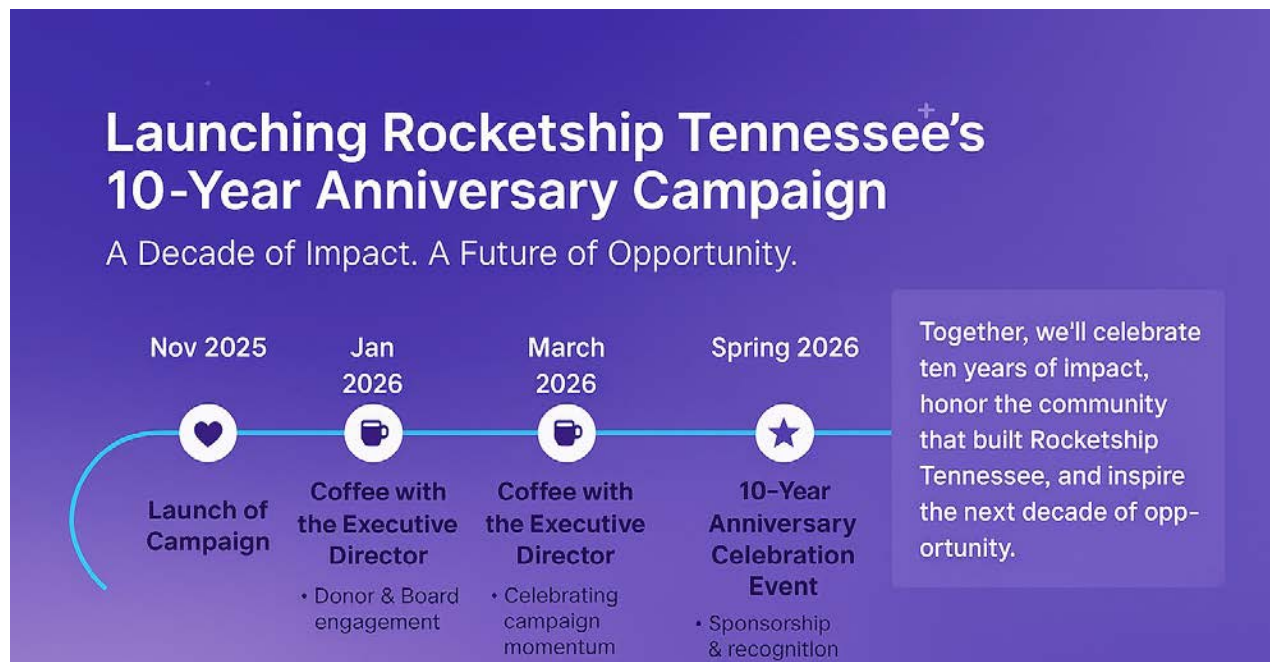 Launching Rocketship Tennessee's
10-Year Anniversary Campaign
A Decade of Impact. A Future of Opportunity.
Nov 2025
Launch of
Campaign
Jan
2026
Coffee with
the Executive
Director
• Donor & Board
engagement
March
2026
Coffee with
the Executive
Director
• Celebrating
campaign
momentum
Spring 2026
10–Year
Anniversary
Celebration
Event
• Sponsorship
& recognition
Together, we'll celebrate
ten years of impact,
honor the community
that built Rocketship
Tennessee, and inspire
the next decade of opp-
ortunity.